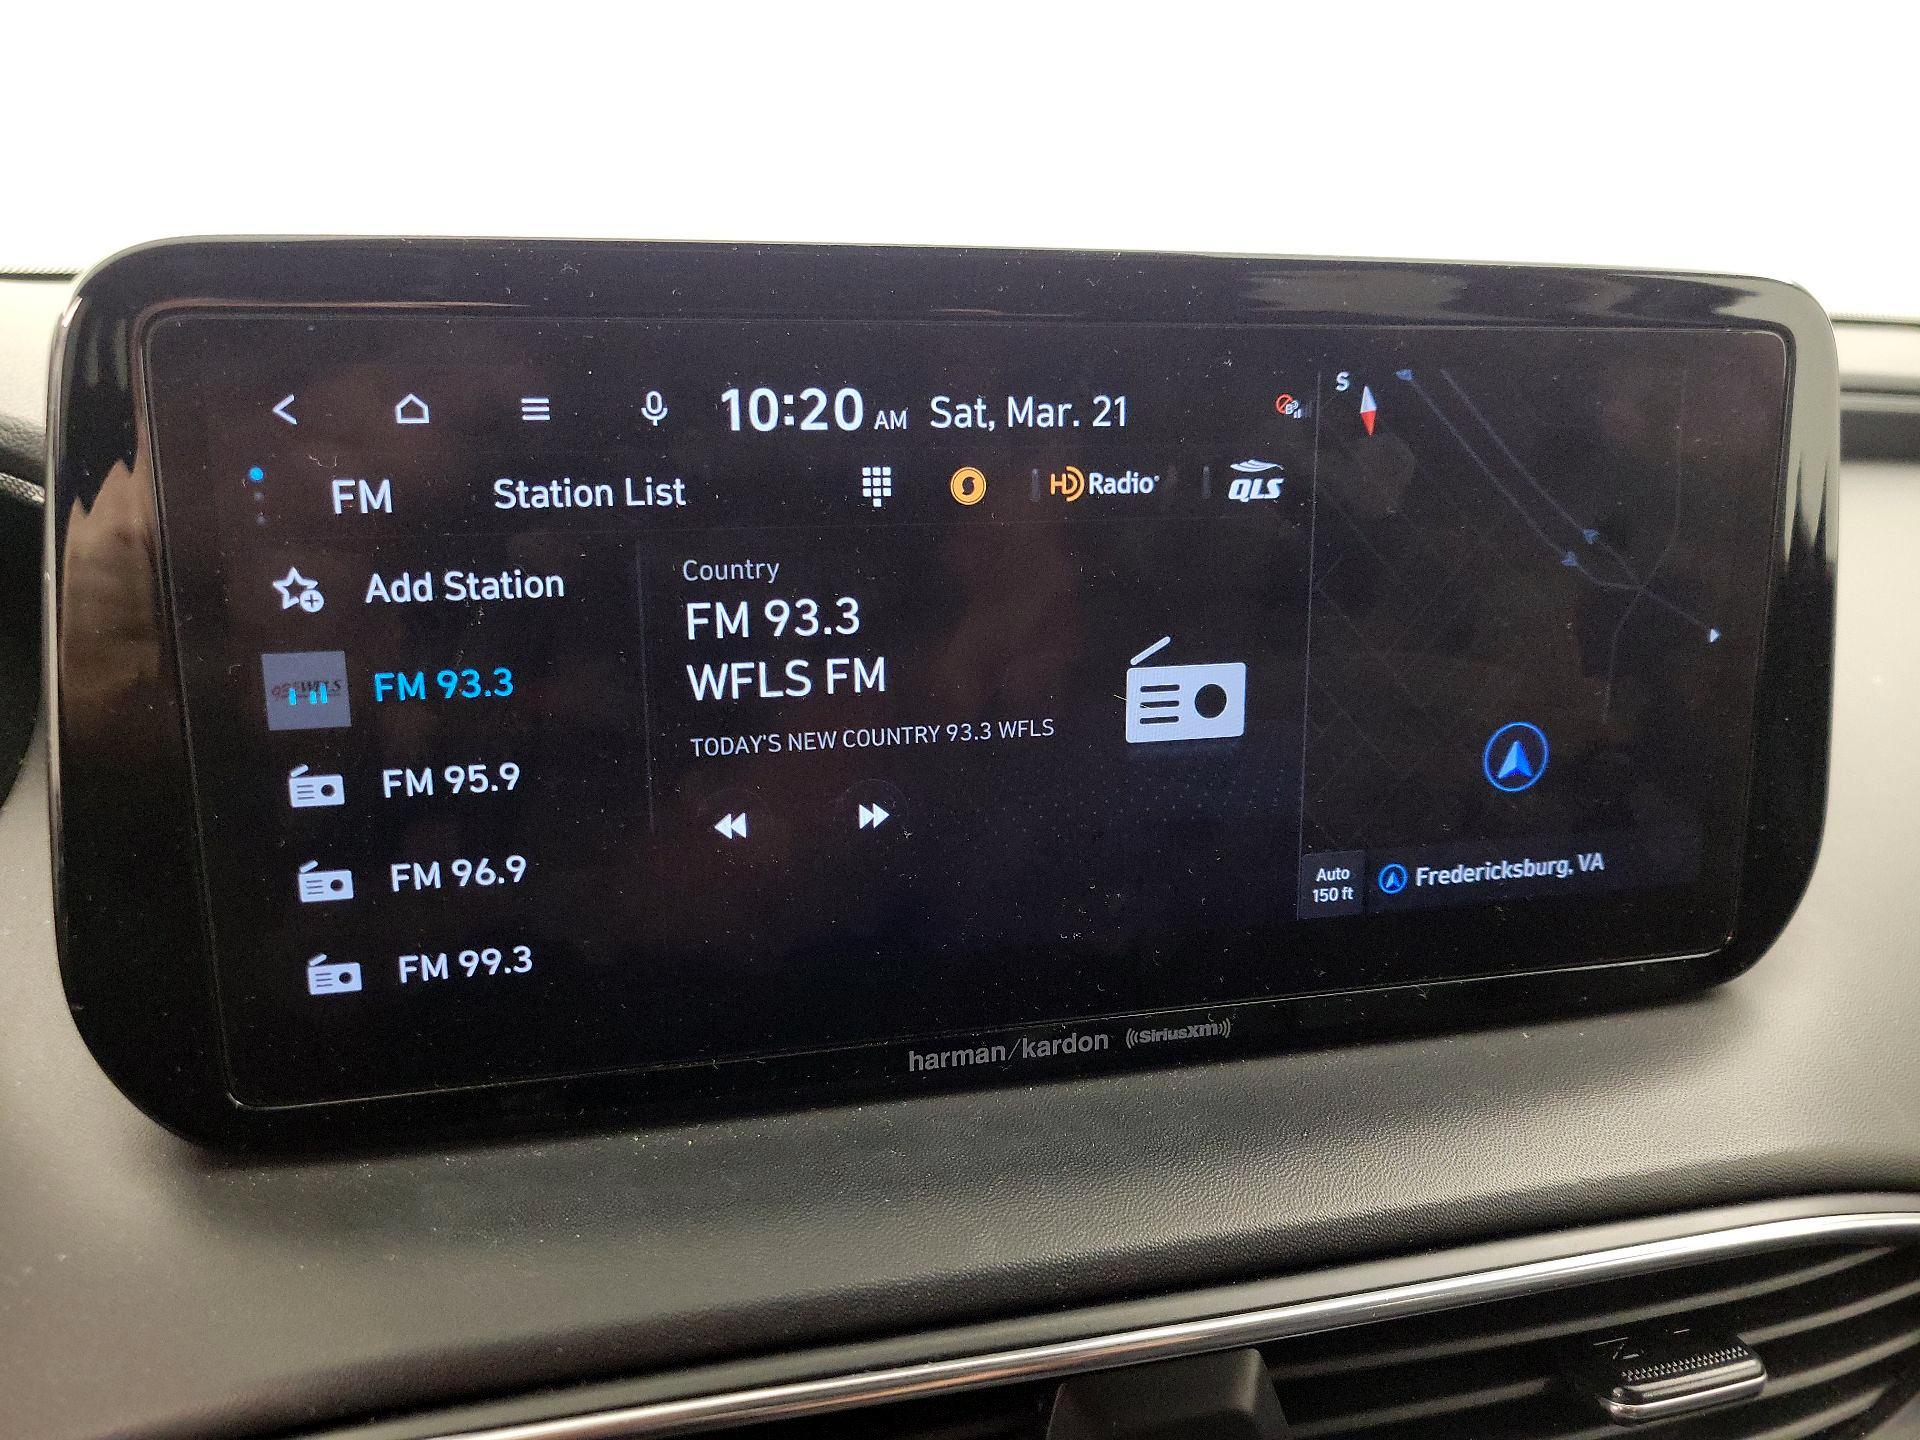 10:20 AM Sat, Mar. 21
S
FM Station List
HD Radio
QLS
Add Station
FM 93.3
FM 95.9
FM 96.9
FM 99.3
Country
FM 93.3
WFLS FM
TODAY'S NEW COUNTRY 93.3 WFLS
Auto
150 ft
Fredericksburg, VA
harman/kardon
((SiriusXM))